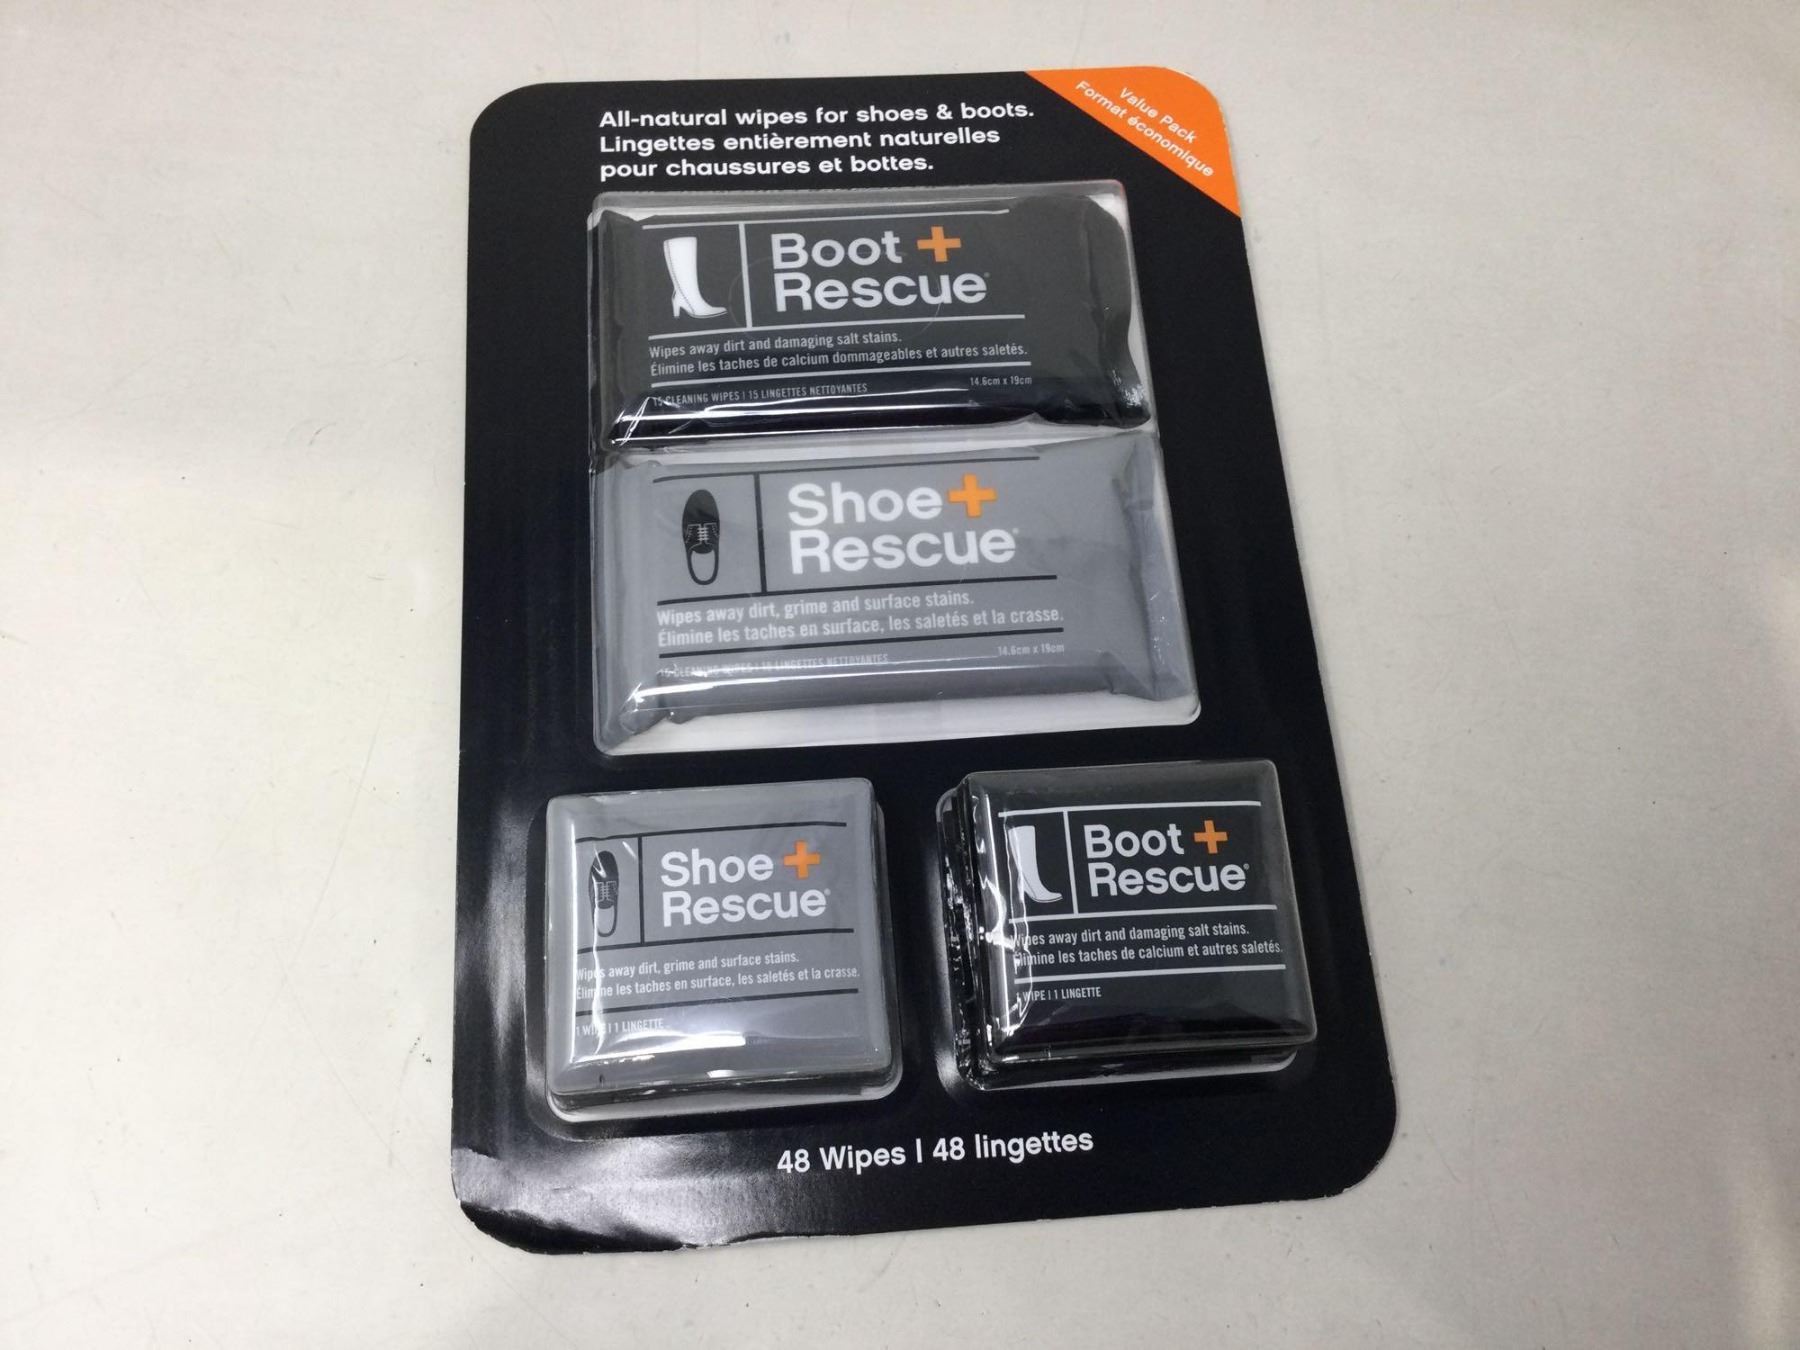 All-natural wipes for shoes & boots.
Lingettes entièrement naturelles
pour chaussures et bottes.
Value Pack
Format économique
Boot +
Rescue®
Wipes away dirt and damaging salt stains.
Élimine les taches de calcium dommageables et autres saletés.
15 CLEANING WIPES | 15 LINGETTES NETTOYANTES
14.6cm x 19cm
Shoe +
Rescue®
Wipes away dirt, grime and surface stains.
Élimine les taches en surface, les saletés et la crasse.
15 CLEANING WIPES | 15 LINGETTES NETTOYANTES
14.6cm x 19cm
Shoe +
Rescue®
Wipes away dirt, grime and surface stains.
Élimine les taches en surface, les saletés et la crasse.
1 WIPE | 1 LINGETTE
Boot +
Rescue®
Wipes away dirt and damaging salt stains.
Élimine les taches de calcium et autres saletés.
1 WIPE | 1 LINGETTE
48 Wipes | 48 lingettes